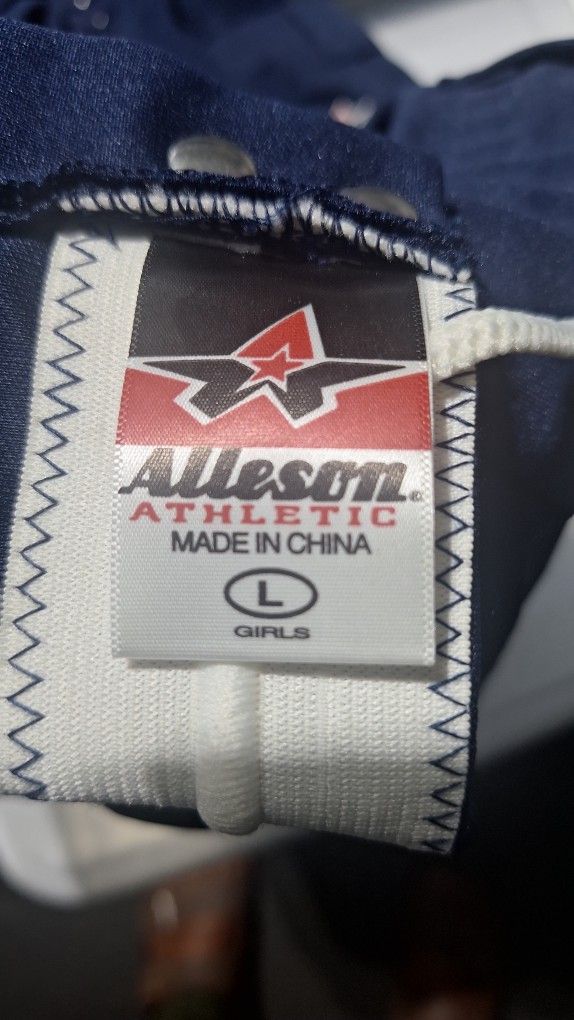 Alleson
ATHLETIC
MADE IN CHINA
L
GIRLS